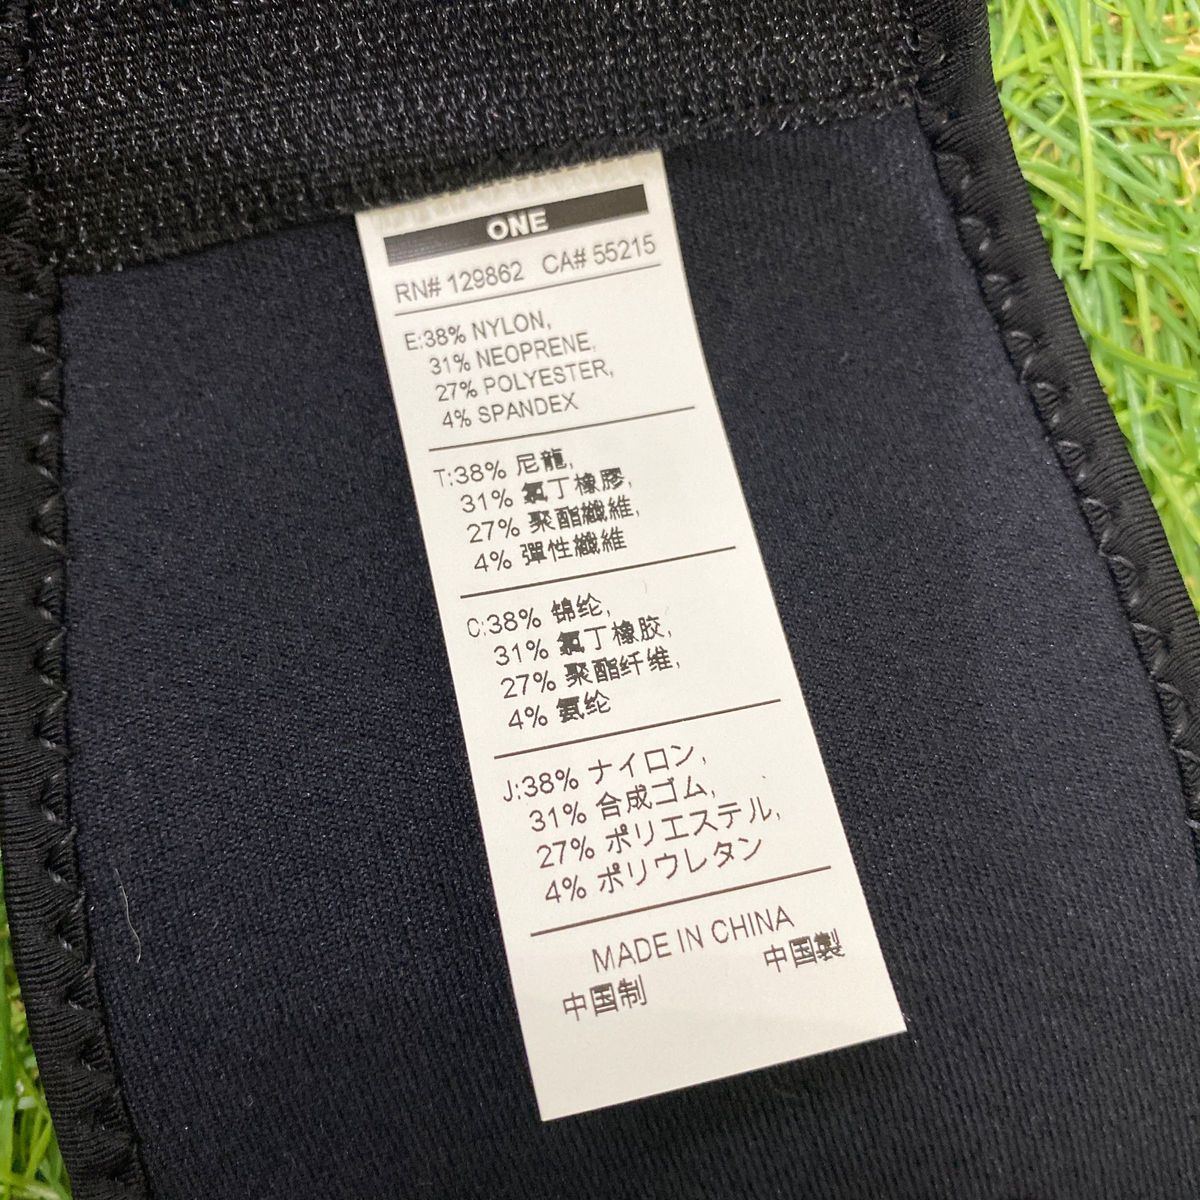 ONE
RN# 129862 CA# 55215
E:38% NYLON,
31% NEOPRENE,
27% POLYESTER,
4% SPANDEX
T:38% 尼龍,
31% 氯丁橡膠,
27% 聚酯纖維,
4% 彈性纖維
C:38% 锦纶,
31% 氯丁橡胶,
27% 聚酯纤维,
4% 氨纶
J:38% ナイロン,
31% 合成ゴム,
27% ポリエステル,
4% ポリウレタン
MADE IN CHINA
中国制 中国製